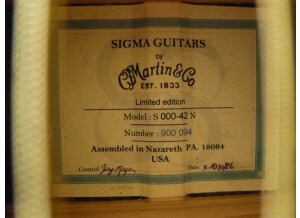 SIGMA GUITARS
by
C.F. Martin & Co.
EST. 1833
Limited edition
Model: S 000-42 N
Number: 900 094
Assembled in Nazareth PA. 18064
USA
Control
Date